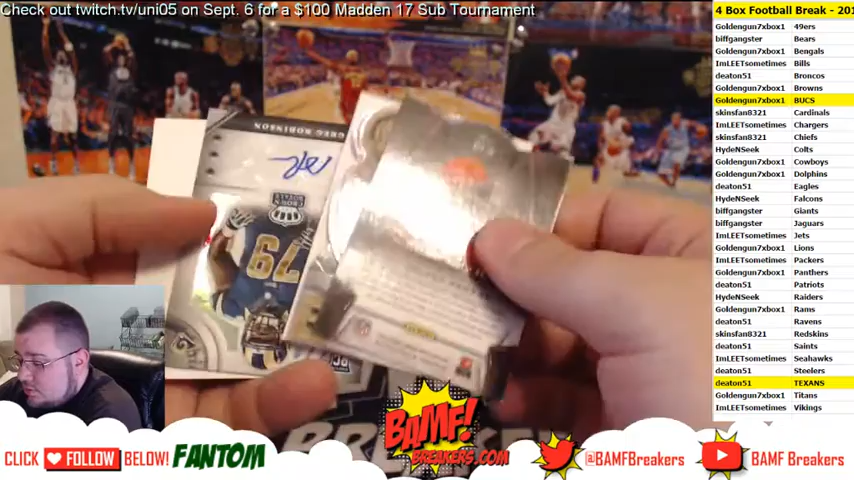 Check out twitch.tv/uni05 on Sept. 6 for a $100 Madden 17 Sub Tournament
4 Box Football Break - 201
Goldengun7xbox1 49ers
biffgangster Bears
Goldengun7xbox1 Bengals
ImLEETsometimes Bills
deaton51 Broncos
Goldengun7xbox1 Browns
Goldengun7xbox1 BUCS
skinsfan8321 Cardinals
ImLEETsometimes Chargers
skinsfan8321 Chiefs
HydeNSeek Colts
Goldengun7xbox1 Cowboys
Goldengun7xbox1 Dolphins
deaton51 Eagles
HydeNSeek Falcons
biffgangster Giants
biffgangster Jaguars
ImLEETsometimes Jets
Goldengun7xbox1 Lions
ImLEETsometimes Packers
Goldengun7xbox1 Panthers
deaton51 Patriots
HydeNSeek Raiders
Goldengun7xbox1 Rams
deaton51 Ravens
skinsfan8321 Redskins
deaton51 Saints
ImLEETsometimes Seahawks
deaton51 Steelers
deaton51 TEXANS
Goldengun7xbox1 Titans
ImLEETsometimes Vikings
GREG ROBINSON
CROWN ROYALE
79
BAMF!
BREAKERS.COM
CLICK FOLLOW BELOW! FANTOM
@BAMFBreakers
BAMF Breakers